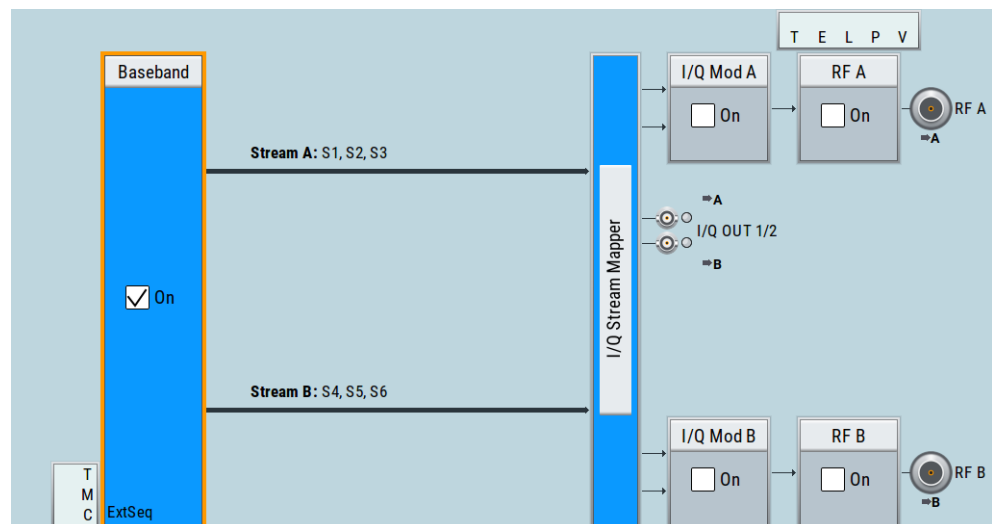 T E L P V
Baseband
I/Q Mod A
RF A
On
On
RF A
➡A
Stream A: S1, S2, S3
➡A
I/Q OUT 1/2
➡B
I/Q Stream Mapper
On
Stream B: S4, S5, S6
I/Q Mod B
RF B
On
On
RF B
➡B
T
M
C
ExtSeq